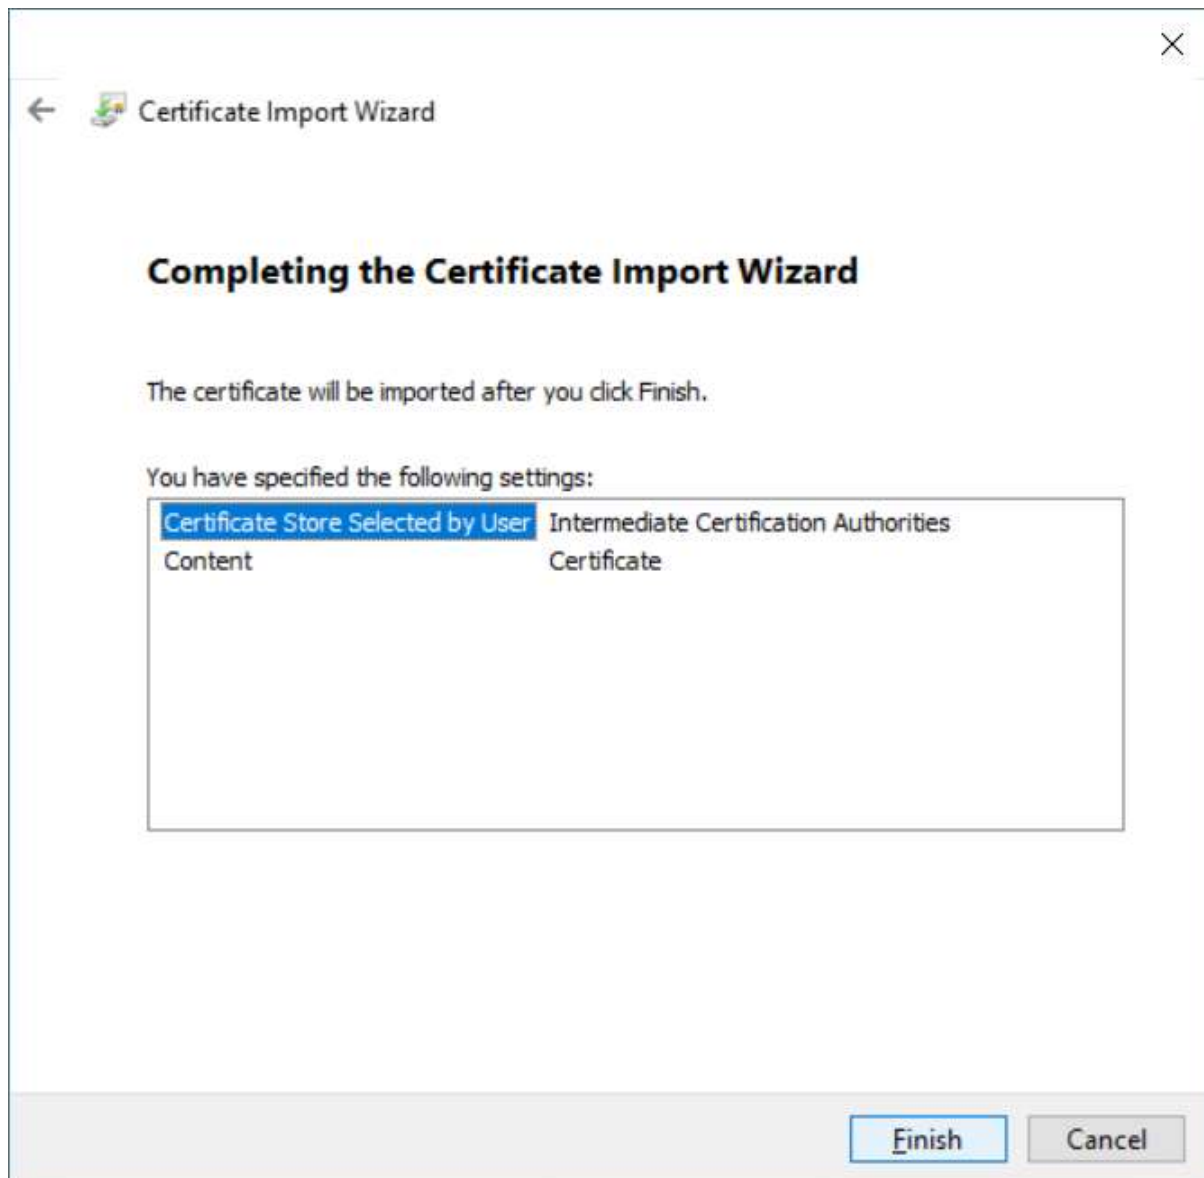 Certificate Import Wizard
Completing the Certificate Import Wizard
The certificate will be imported after you click Finish.
You have specified the following settings:
Certificate Store Selected by User Intermediate Certification Authorities
Content Certificate
Finish Cancel